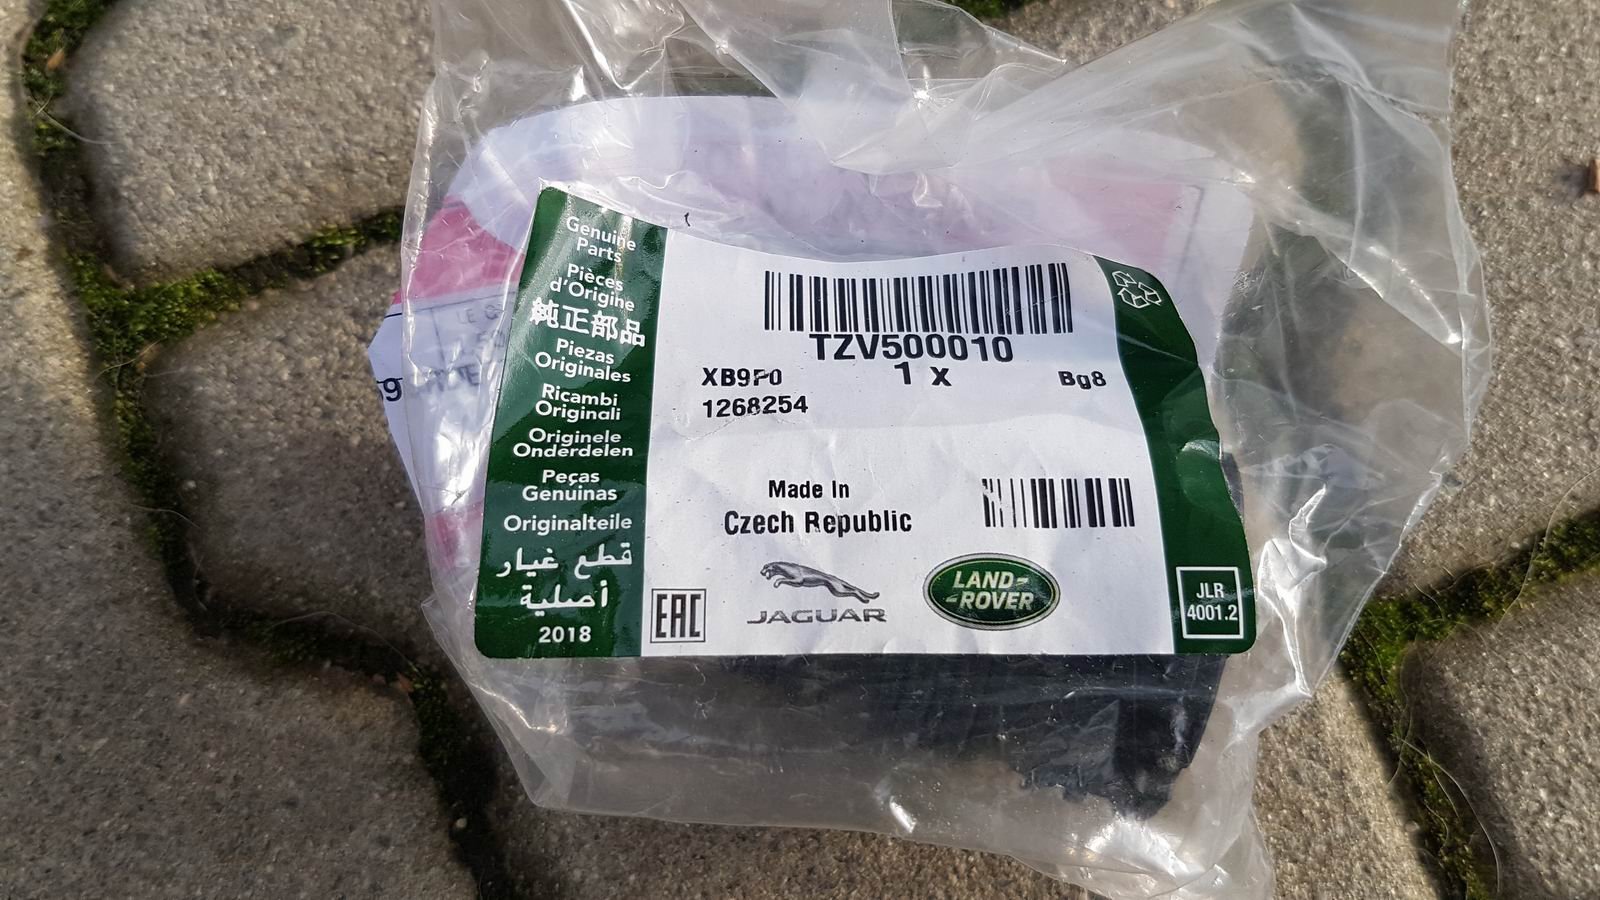 Genuine
Parts
Pièces
d'Origine
純正部品
Piezas
Originales
Ricambi
Originali
Originele
Onderdelen
Peças
Genuinas
Originalteile
قطع غيار
أصلية
2018
TZV500010
XB9P0 1 x Bg8
1268254
Made In
Czech Republic
EAC
JAGUAR
LAND-
-ROVER
JLR
4001.2
9